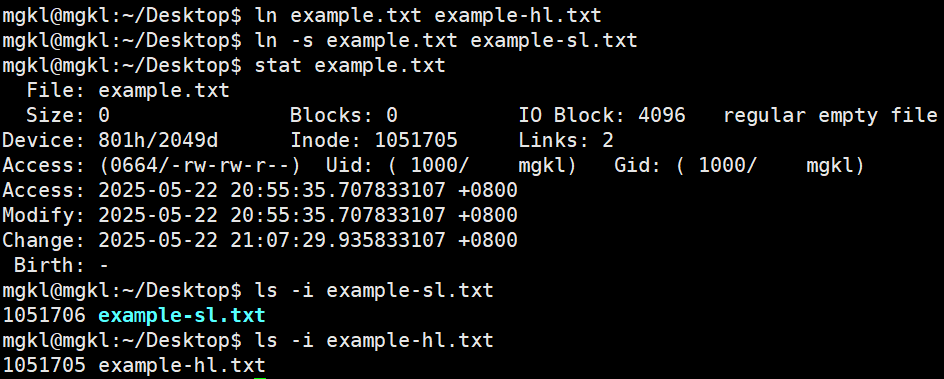 mgkl@mgkl:~/Desktop$ ln example.txt example-hl.txt
mgkl@mgkl:~/Desktop$ ln -s example.txt example-sl.txt
mgkl@mgkl:~/Desktop$ stat example.txt
  File: example.txt
  Size: 0               Blocks: 0          IO Block: 4096   regular empty file
Device: 801h/2049d      Inode: 1051705     Links: 2
Access: (0664/-rw-rw-r--)  Uid: ( 1000/    mgkl)   Gid: ( 1000/    mgkl)
Access: 2025-05-22 20:55:35.707833107 +0800
Modify: 2025-05-22 20:55:35.707833107 +0800
Change: 2025-05-22 21:07:29.935833107 +0800
 Birth: -
mgkl@mgkl:~/Desktop$ ls -i example-sl.txt
1051706 example-sl.txt
mgkl@mgkl:~/Desktop$ ls -i example-hl.txt
1051705 example-hl.txt